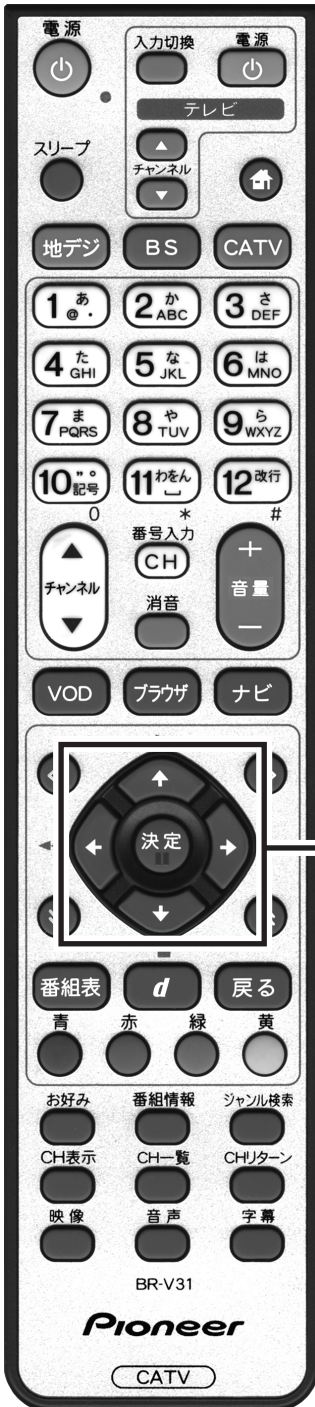 電源
入力切換 電源
テレビ
スリープ
チャンネル
地デジ BS CATV
1 あ @. 2 か ABC 3 さ DEF
4 た GHI 5 な JKL 6 は MNO
7 ま PQRS 8 や TUV 9 ら WXYZ
10 ゛゜ 記号 11 わをん 12 改行
0 * #
番号入力
チャンネル CH 音量
消音
VOD ブラウザ ナビ
決定
番組表 d 戻る
青 赤 緑 黄
お好み 番組情報 ジャンル検索
CH表示 CH一覧 CHリターン
映像 音声 字幕
BR-V31
Pioneer
CATV